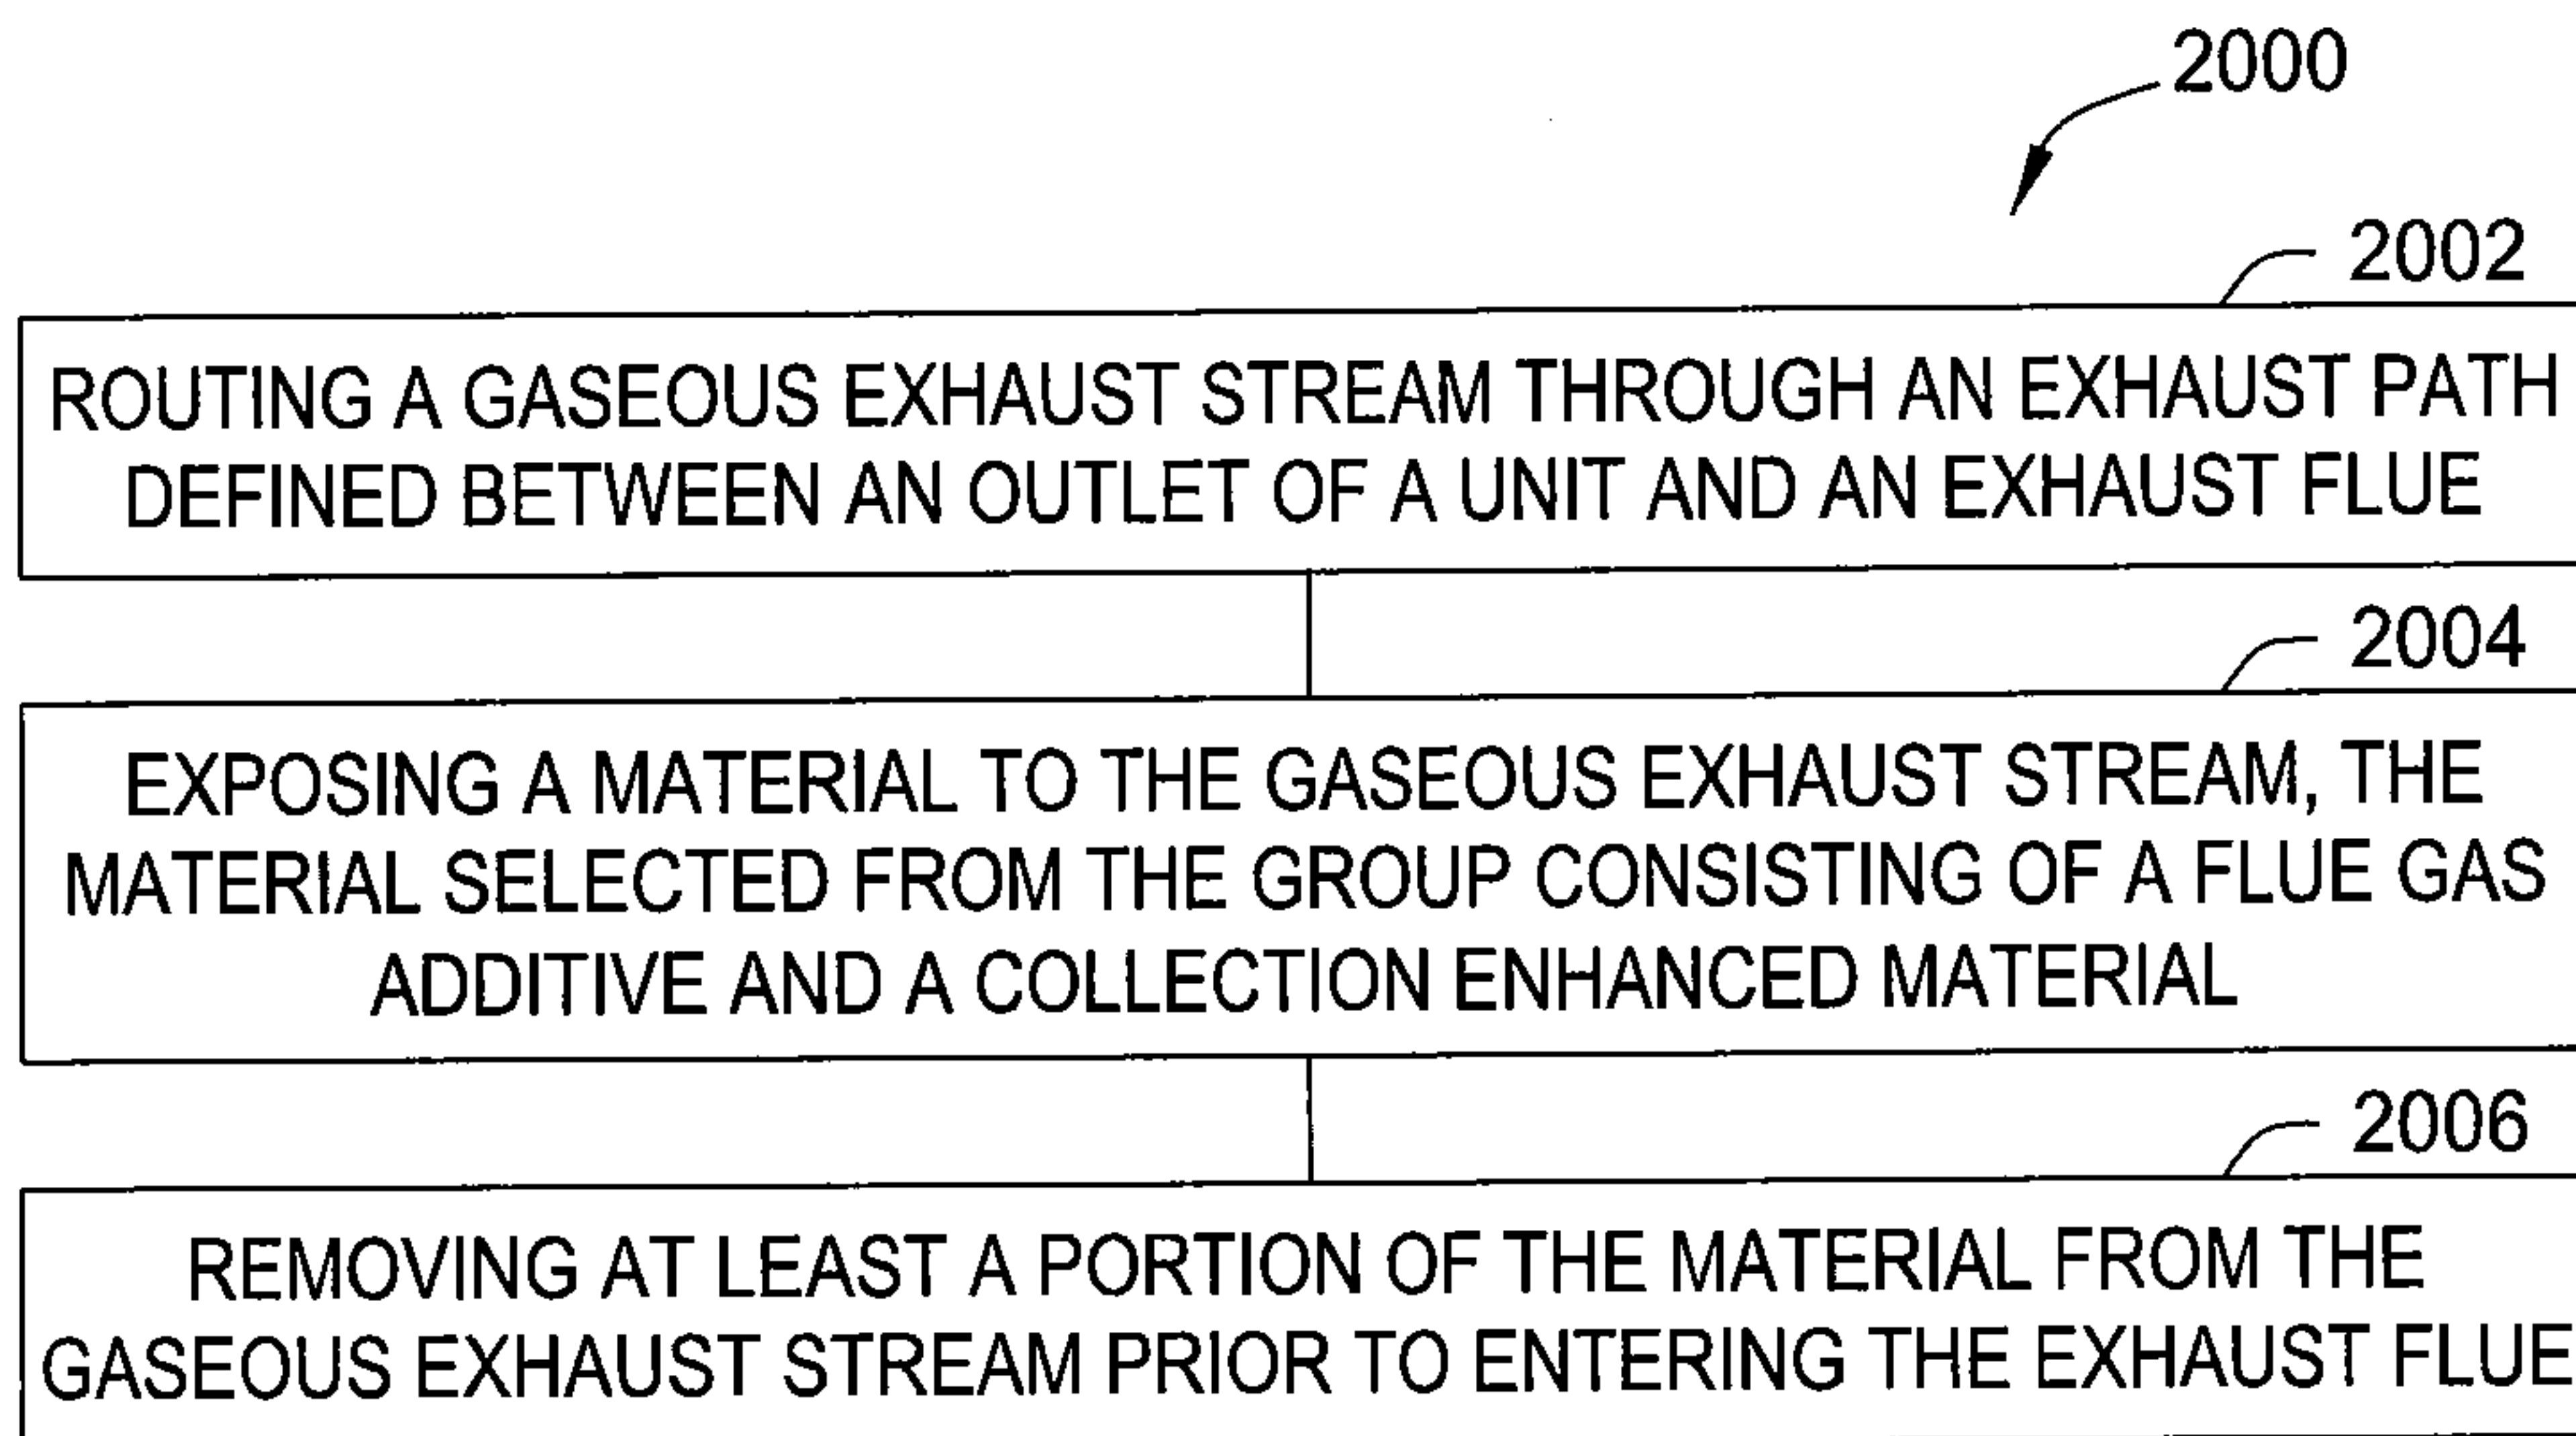 2000
2002
ROUTING A GASEOUS EXHAUST STREAM THROUGH AN EXHAUST PATH
DEFINED BETWEEN AN OUTLET OF A UNIT AND AN EXHAUST FLUE
2004
EXPOSING A MATERIAL TO THE GASEOUS EXHAUST STREAM, THE
MATERIAL SELECTED FROM THE GROUP CONSISTING OF A FLUE GAS
ADDITIVE AND A COLLECTION ENHANCED MATERIAL
2006
REMOVING AT LEAST A PORTION OF THE MATERIAL FROM THE
GASEOUS EXHAUST STREAM PRIOR TO ENTERING THE EXHAUST FLUE